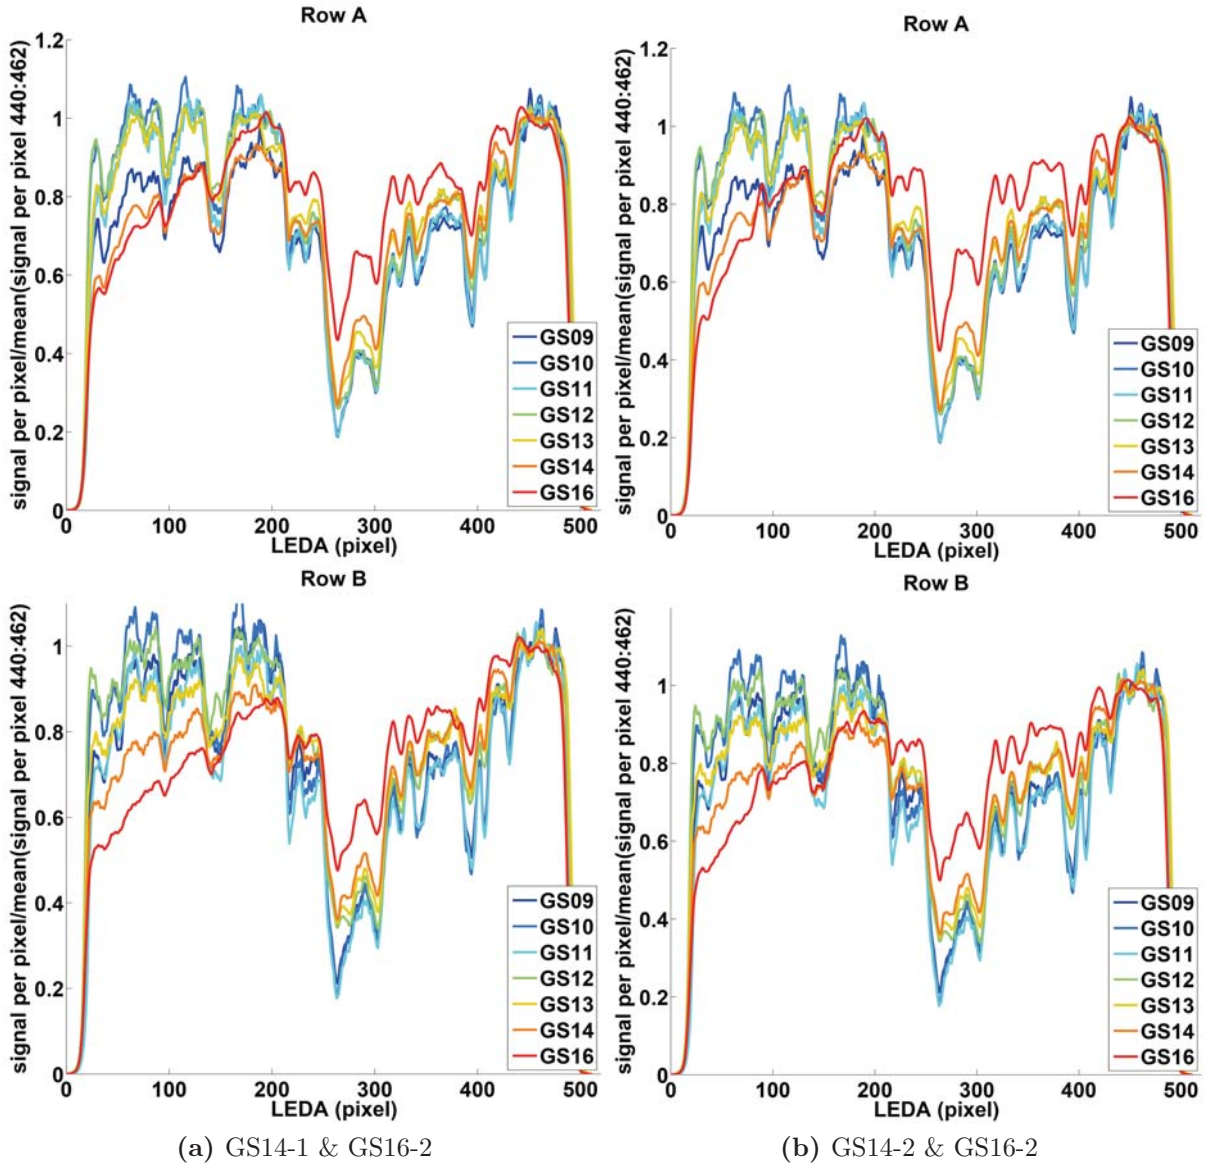 Row A
signal per pixel/mean(signal per pixel 440:462)
1.2
1
0.8
0.6
0.4
0.2
0
0 100 200 300 400 500
LEDA (pixel)
GS09
GS10
GS11
GS12
GS13
GS14
GS16
Row A
signal per pixel/mean(signal per pixel 440:462)
1.2
1
0.8
0.6
0.4
0.2
0
0 100 200 300 400 500
LEDA (pixel)
GS09
GS10
GS11
GS12
GS13
GS14
GS16
Row B
signal per pixel/mean(signal per pixel 440:462)
1
0.8
0.6
0.4
0.2
0
0 100 200 300 400 500
LEDA (pixel)
GS09
GS10
GS11
GS12
GS13
GS14
GS16
Row B
signal per pixel/mean(signal pixel 440:462)
1
0.8
0.6
0.4
0.2
0
0 100 200 300 400 500
LEDA (pixel)
GS09
GS10
GS11
GS12
GS13
GS14
GS16
(a) GS14-1 & GS16-2
(b) GS14-2 & GS16-2